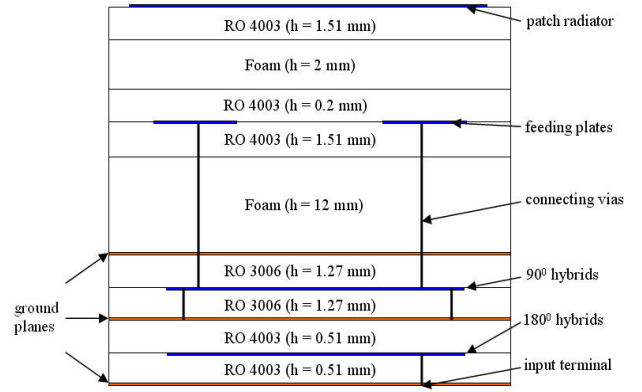 patch radiator
RO 4003 (h = 1.51 mm)
Foam (h = 2 mm)
RO 4003 (h = 0.2 mm)
feeding plates
RO 4003 (h = 1.51 mm)
Foam (h = 12 mm)
connecting vias
RO 3006 (h = 1.27 mm)
90⁰ hybrids
RO 3006 (h = 1.27 mm)
ground
planes
180⁰ hybrids
RO 4003 (h = 0.51 mm)
RO 4003 (h = 0.51 mm)
input terminal